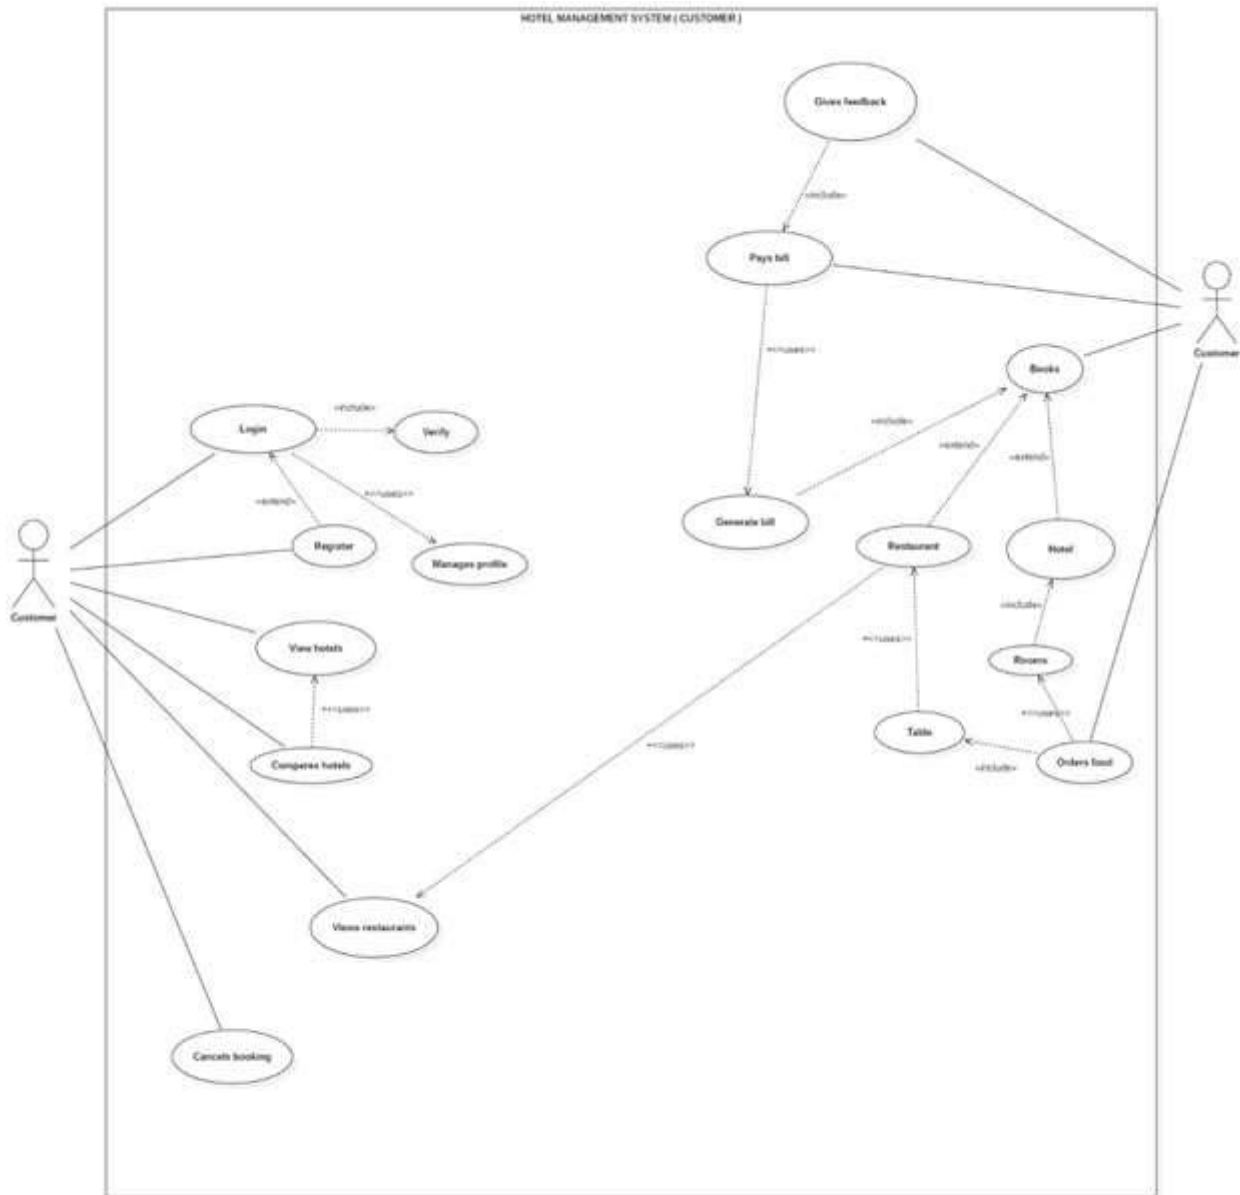 HOTEL MANAGEMENT SYSTEM ( CUSTOMER )
Gives feedback
«include»
Pays bill
<<uses>>
Customer
Books
«include»
«extend»
«extend»
Login
«include»
Verify
«extend»
<<uses>>
Generate bill
Restaurant
Hotel
Register
Manages profile
Customer
«include»
<<uses>>
View hotels
Rooms
<<uses>>
<<uses>>
Table
<<uses>>
Compares hotels
«include»
Orders food
Views restaurants
Cancels booking